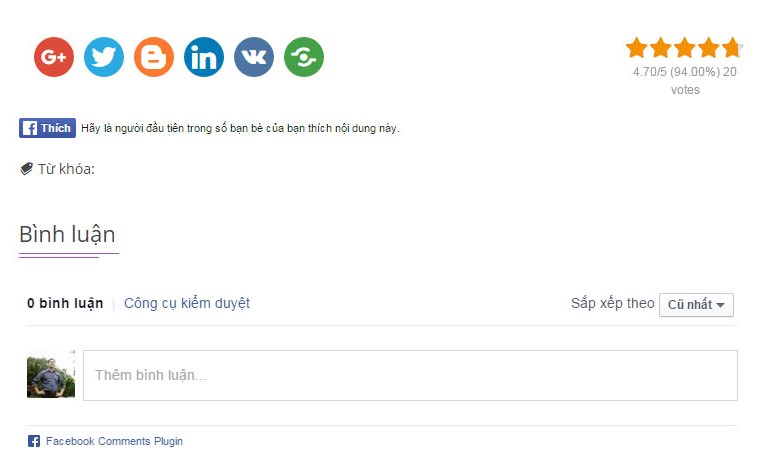 G+
in
4.70/5 (94.00%) 20
votes
Thích Hãy là người đầu tiên trong số bạn bè của bạn thích nội dung này.
Từ khóa:
Bình luận
0 bình luận Công cụ kiểm duyệt Sắp xếp theo Cũ nhất
Thêm bình luận...
Facebook Comments Plugin